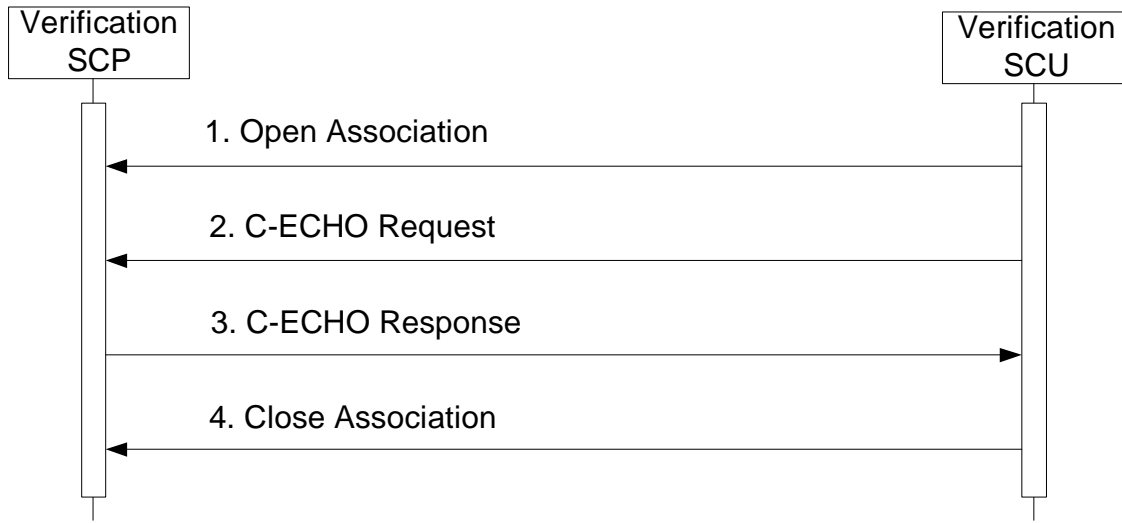 Verification
SCP
Verification
SCU
1. Open Association
2. C-ECHO Request
3. C-ECHO Response
4. Close Association